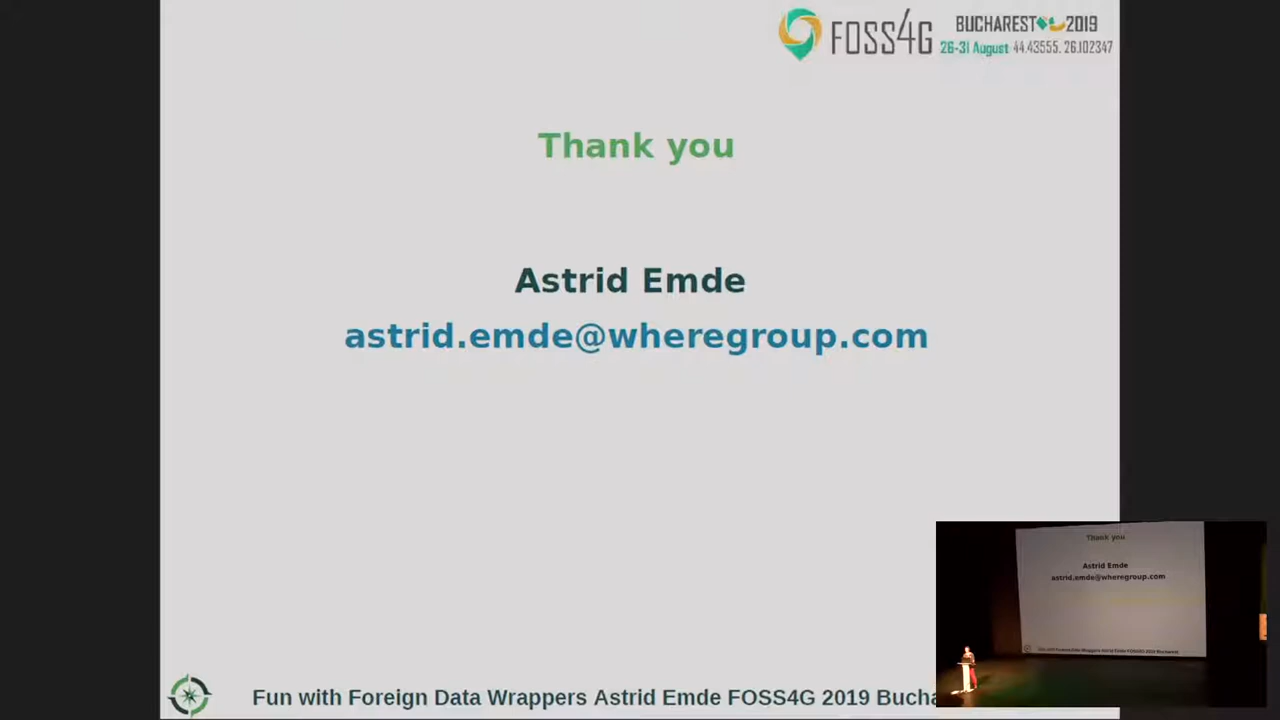 FOSS4G
BUCHAREST 2019
26-31 August 44.43555. 26.102347
Thank you
Astrid Emde
astrid.emde@wheregroup.com
Fun with Foreign Data Wrappers Astrid Emde FOSS4G 2019 Bucha
Thank you
Astrid Emde
astrid.emde@wheregroup.com